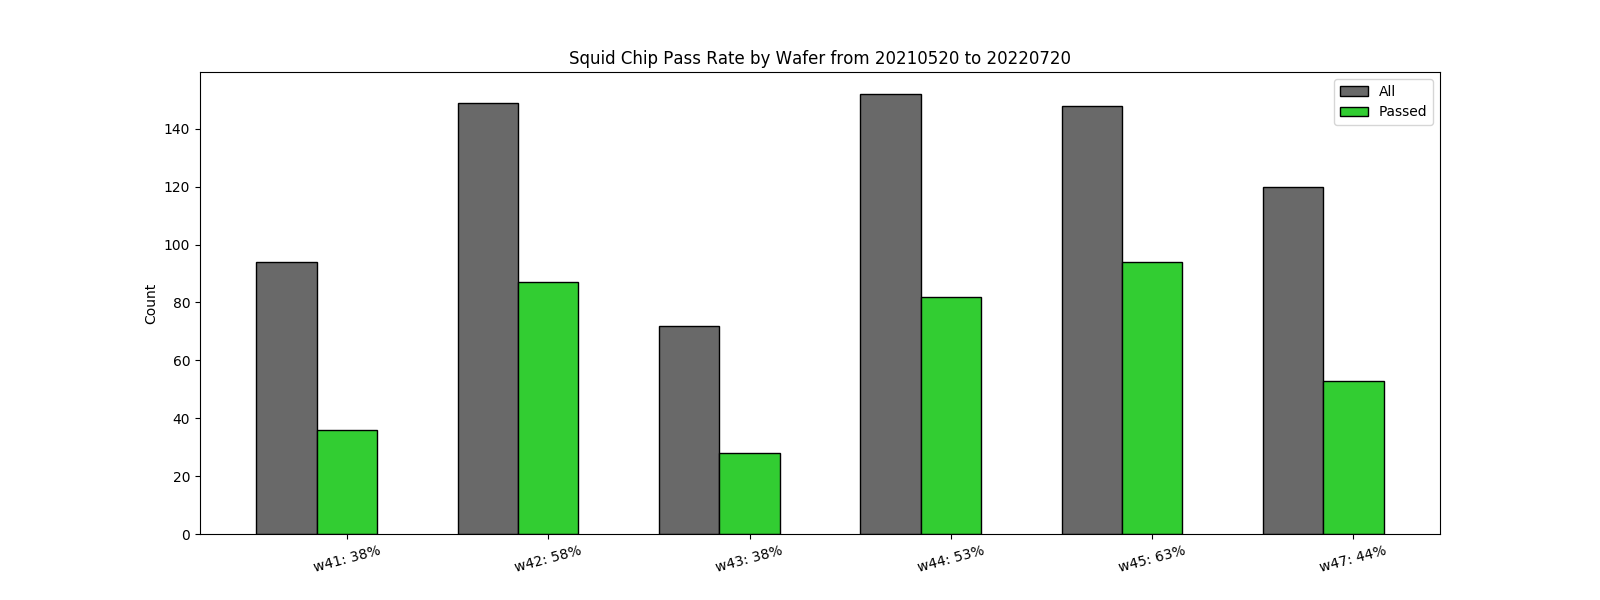 Squid Chip Pass Rate by Wafer from 20210520 to 20220720
All
Passed
Count
140
120
100
80
60
40
20
0
w41: 38%
w42: 58%
w43: 38%
w44: 53%
w45: 63%
w47: 44%